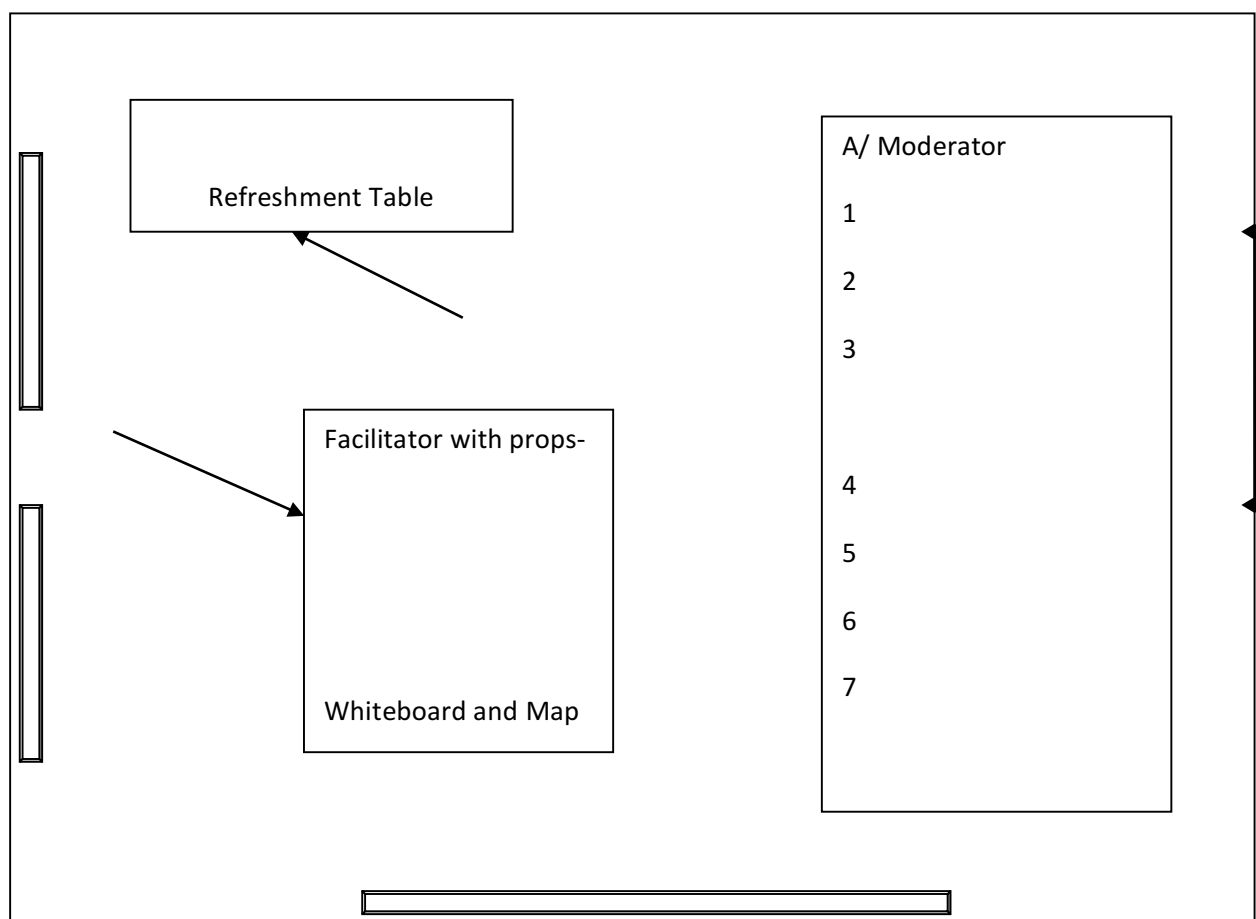 Refreshment Table
Facilitator with props-
Whiteboard and Map
A/ Moderator
1
2
3
4
5
6
7